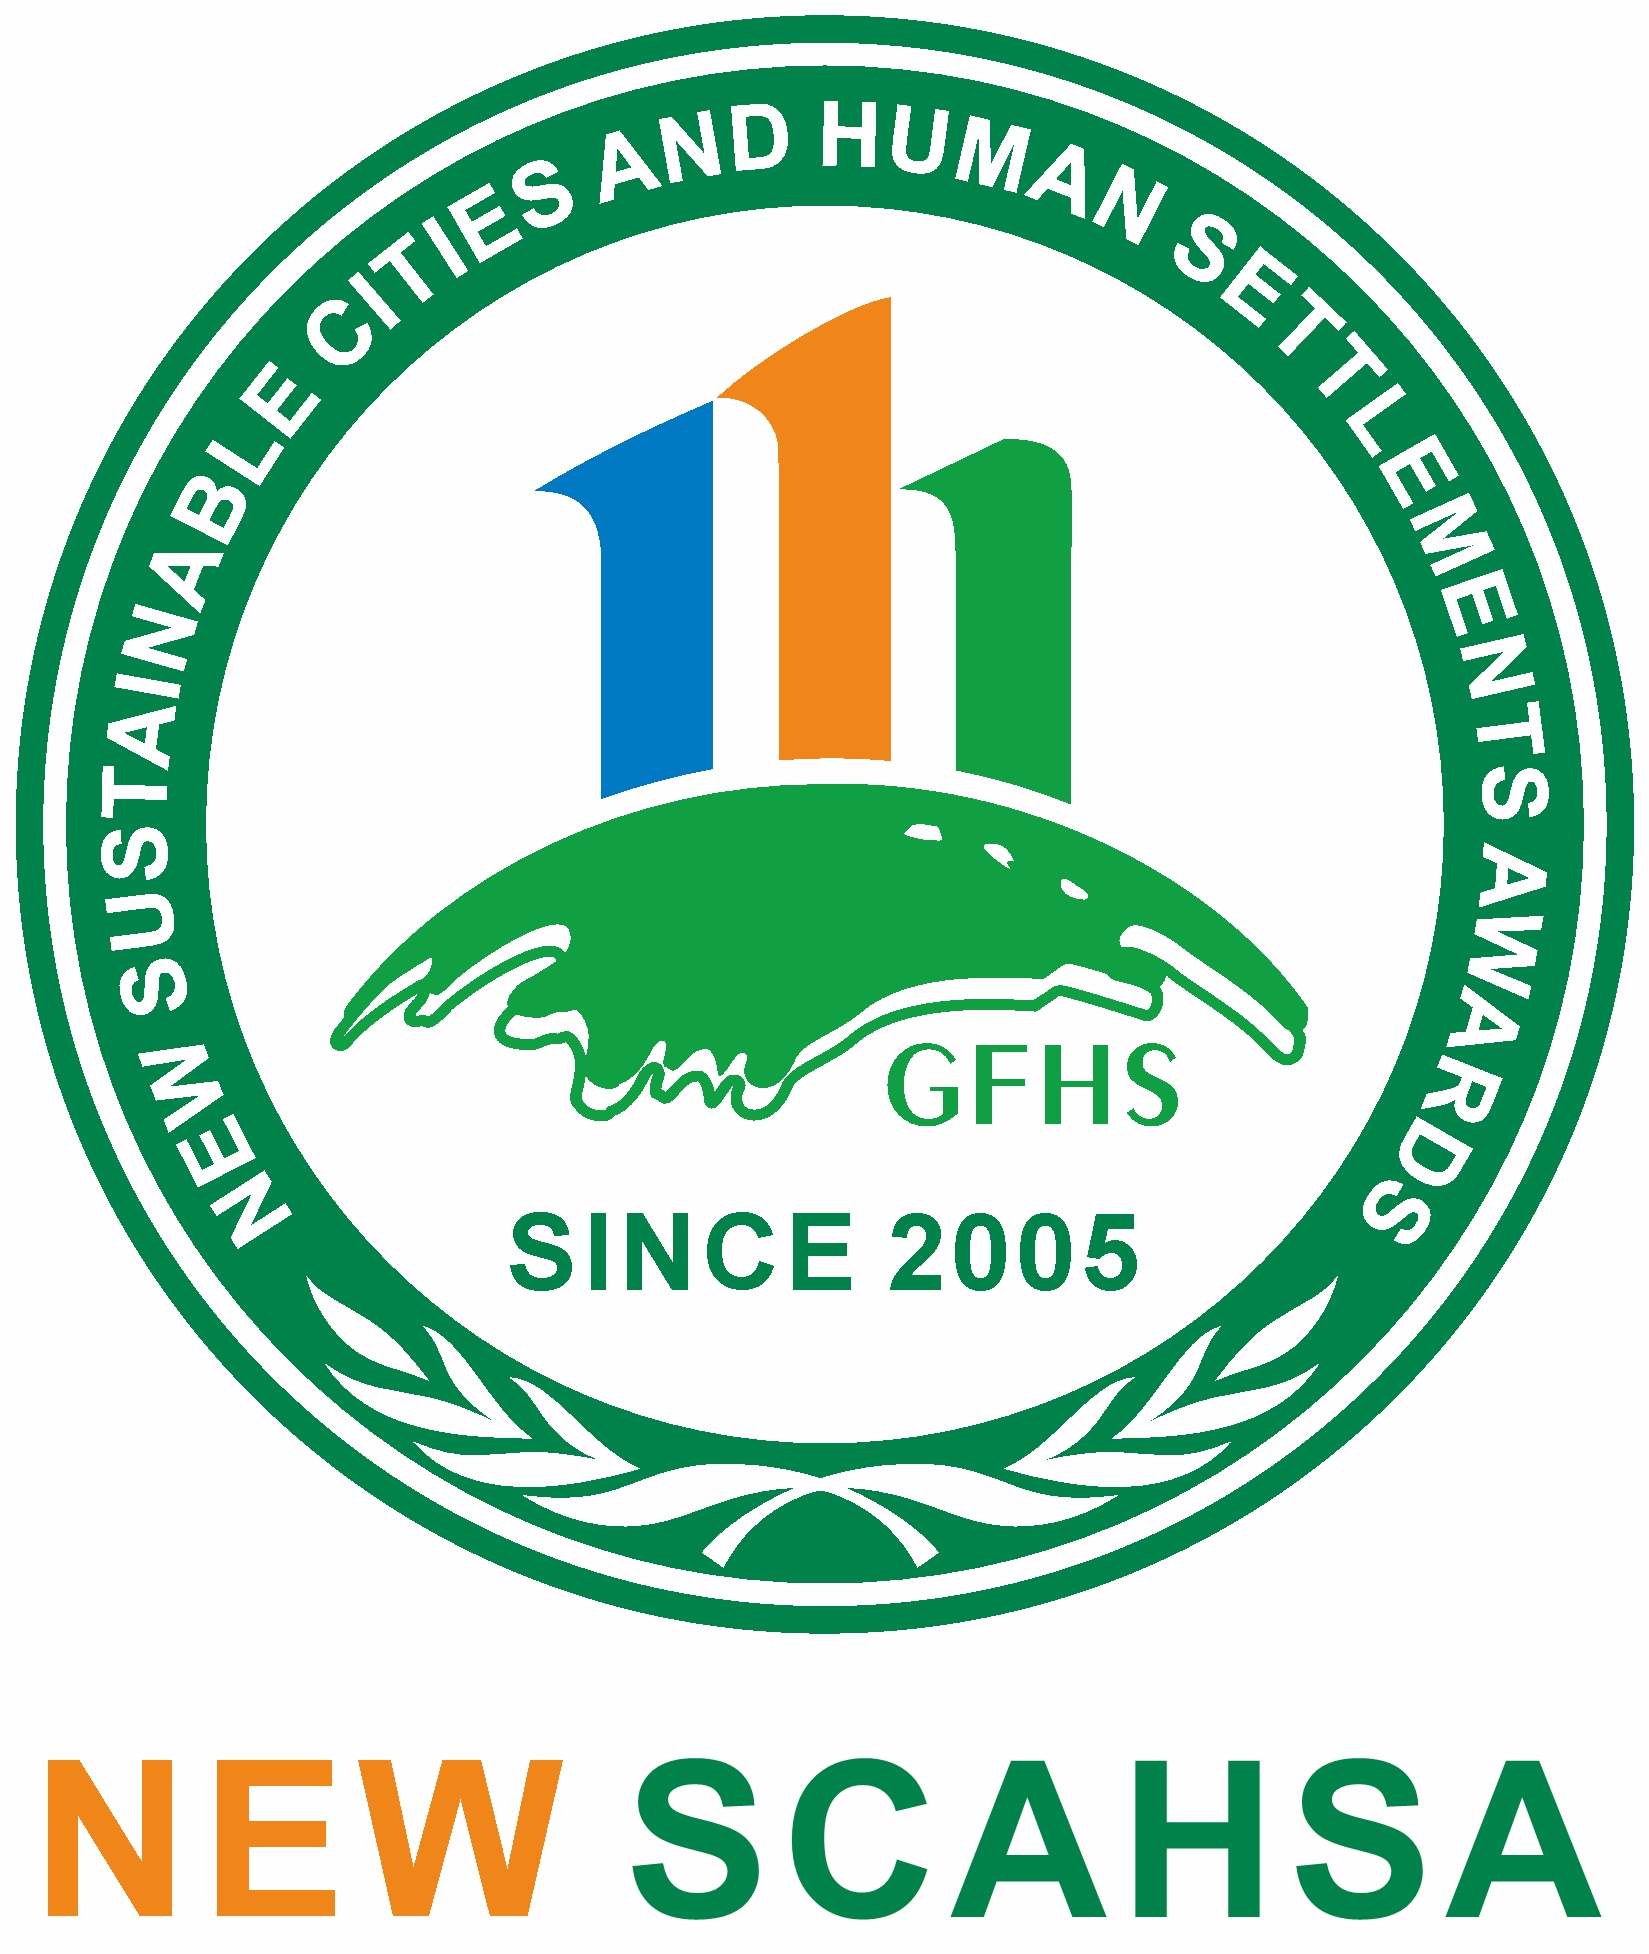 NEW SUSTAINABLE CITIES AND HUMAN SETTLEMENTS AWARDS
GFHS
SINCE 2005
NEW SCAHSA